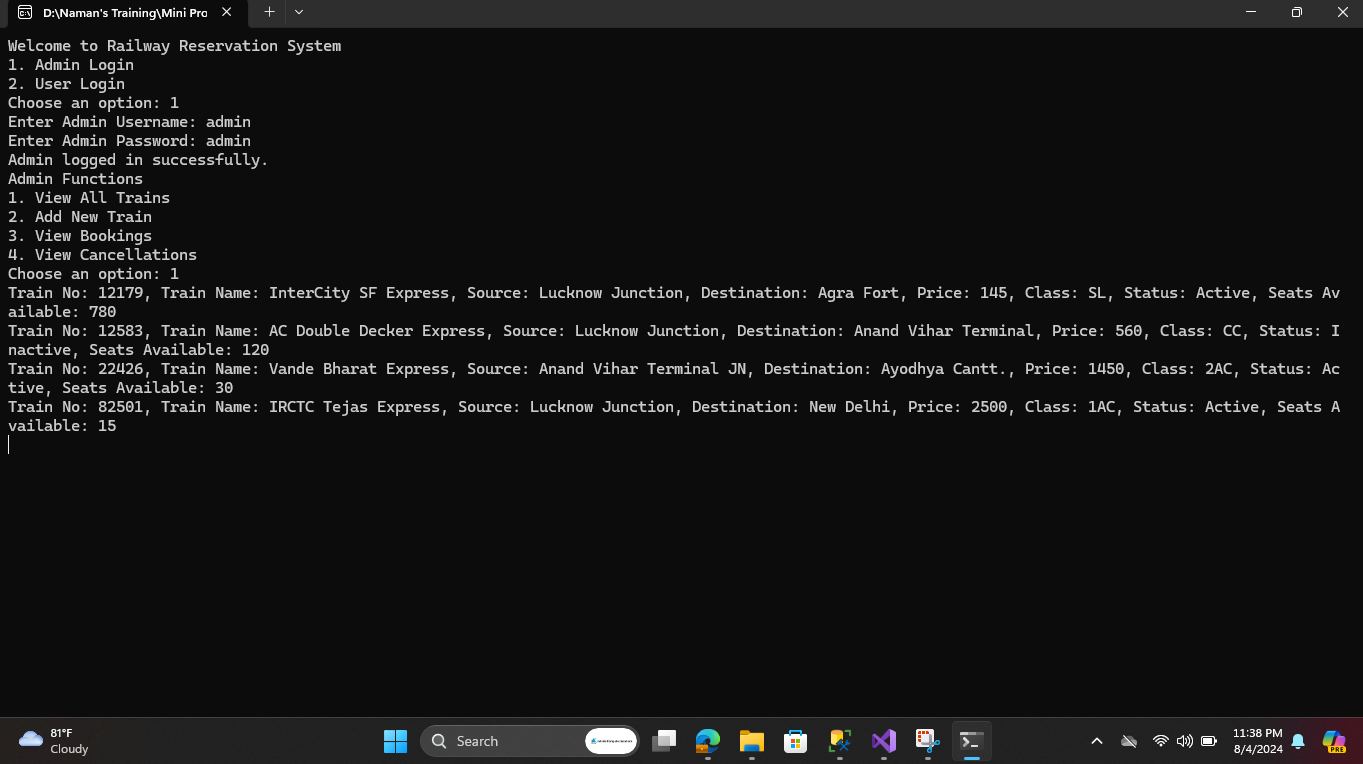 D:\Naman's Training\Mini Pro
Welcome to Railway Reservation System
1. Admin Login
2. User Login
Choose an option: 1
Enter Admin Username: admin
Enter Admin Password: admin
Admin logged in successfully.
Admin Functions
1. View All Trains
2. Add New Train
3. View Bookings
4. View Cancellations
Choose an option: 1
Train No: 12179, Train Name: InterCity SF Express, Source: Lucknow Junction, Destination: Agra Fort, Price: 145, Class: SL, Status: Active, Seats Av
ailable: 780
Train No: 12583, Train Name: AC Double Decker Express, Source: Lucknow Junction, Destination: Anand Vihar Terminal, Price: 560, Class: CC, Status: I
nactive, Seats Available: 120
Train No: 22426, Train Name: Vande Bharat Express, Source: Anand Vihar Terminal JN, Destination: Ayodhya Cantt., Price: 1450, Class: 2AC, Status: Ac
tive, Seats Available: 30
Train No: 82501, Train Name: IRCTC Tejas Express, Source: Lucknow Junction, Destination: New Delhi, Price: 2500, Class: 1AC, Status: Active, Seats A
vailable: 15
81°F
Cloudy
Search
11:38 PM
8/4/2024
PRE